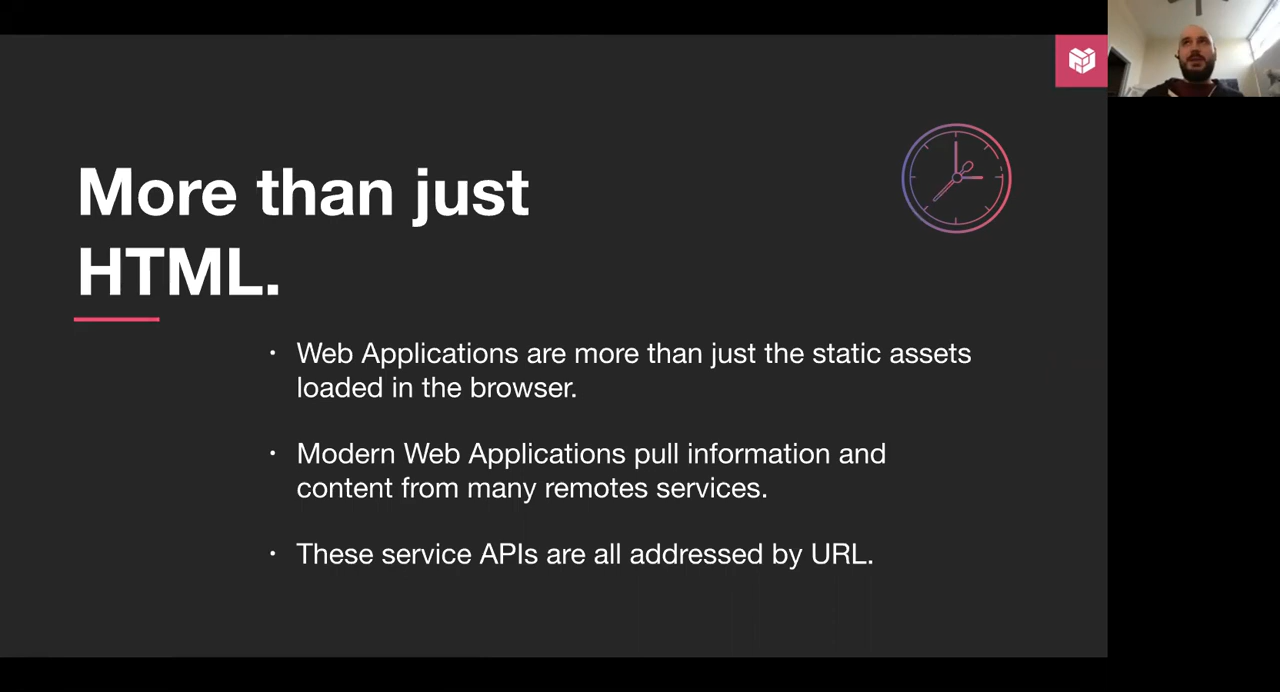 More than just
HTML.
• Web Applications are more than just the static assets
loaded in the browser.
• Modern Web Applications pull information and
content from many remotes services.
• These service APIs are all addressed by URL.